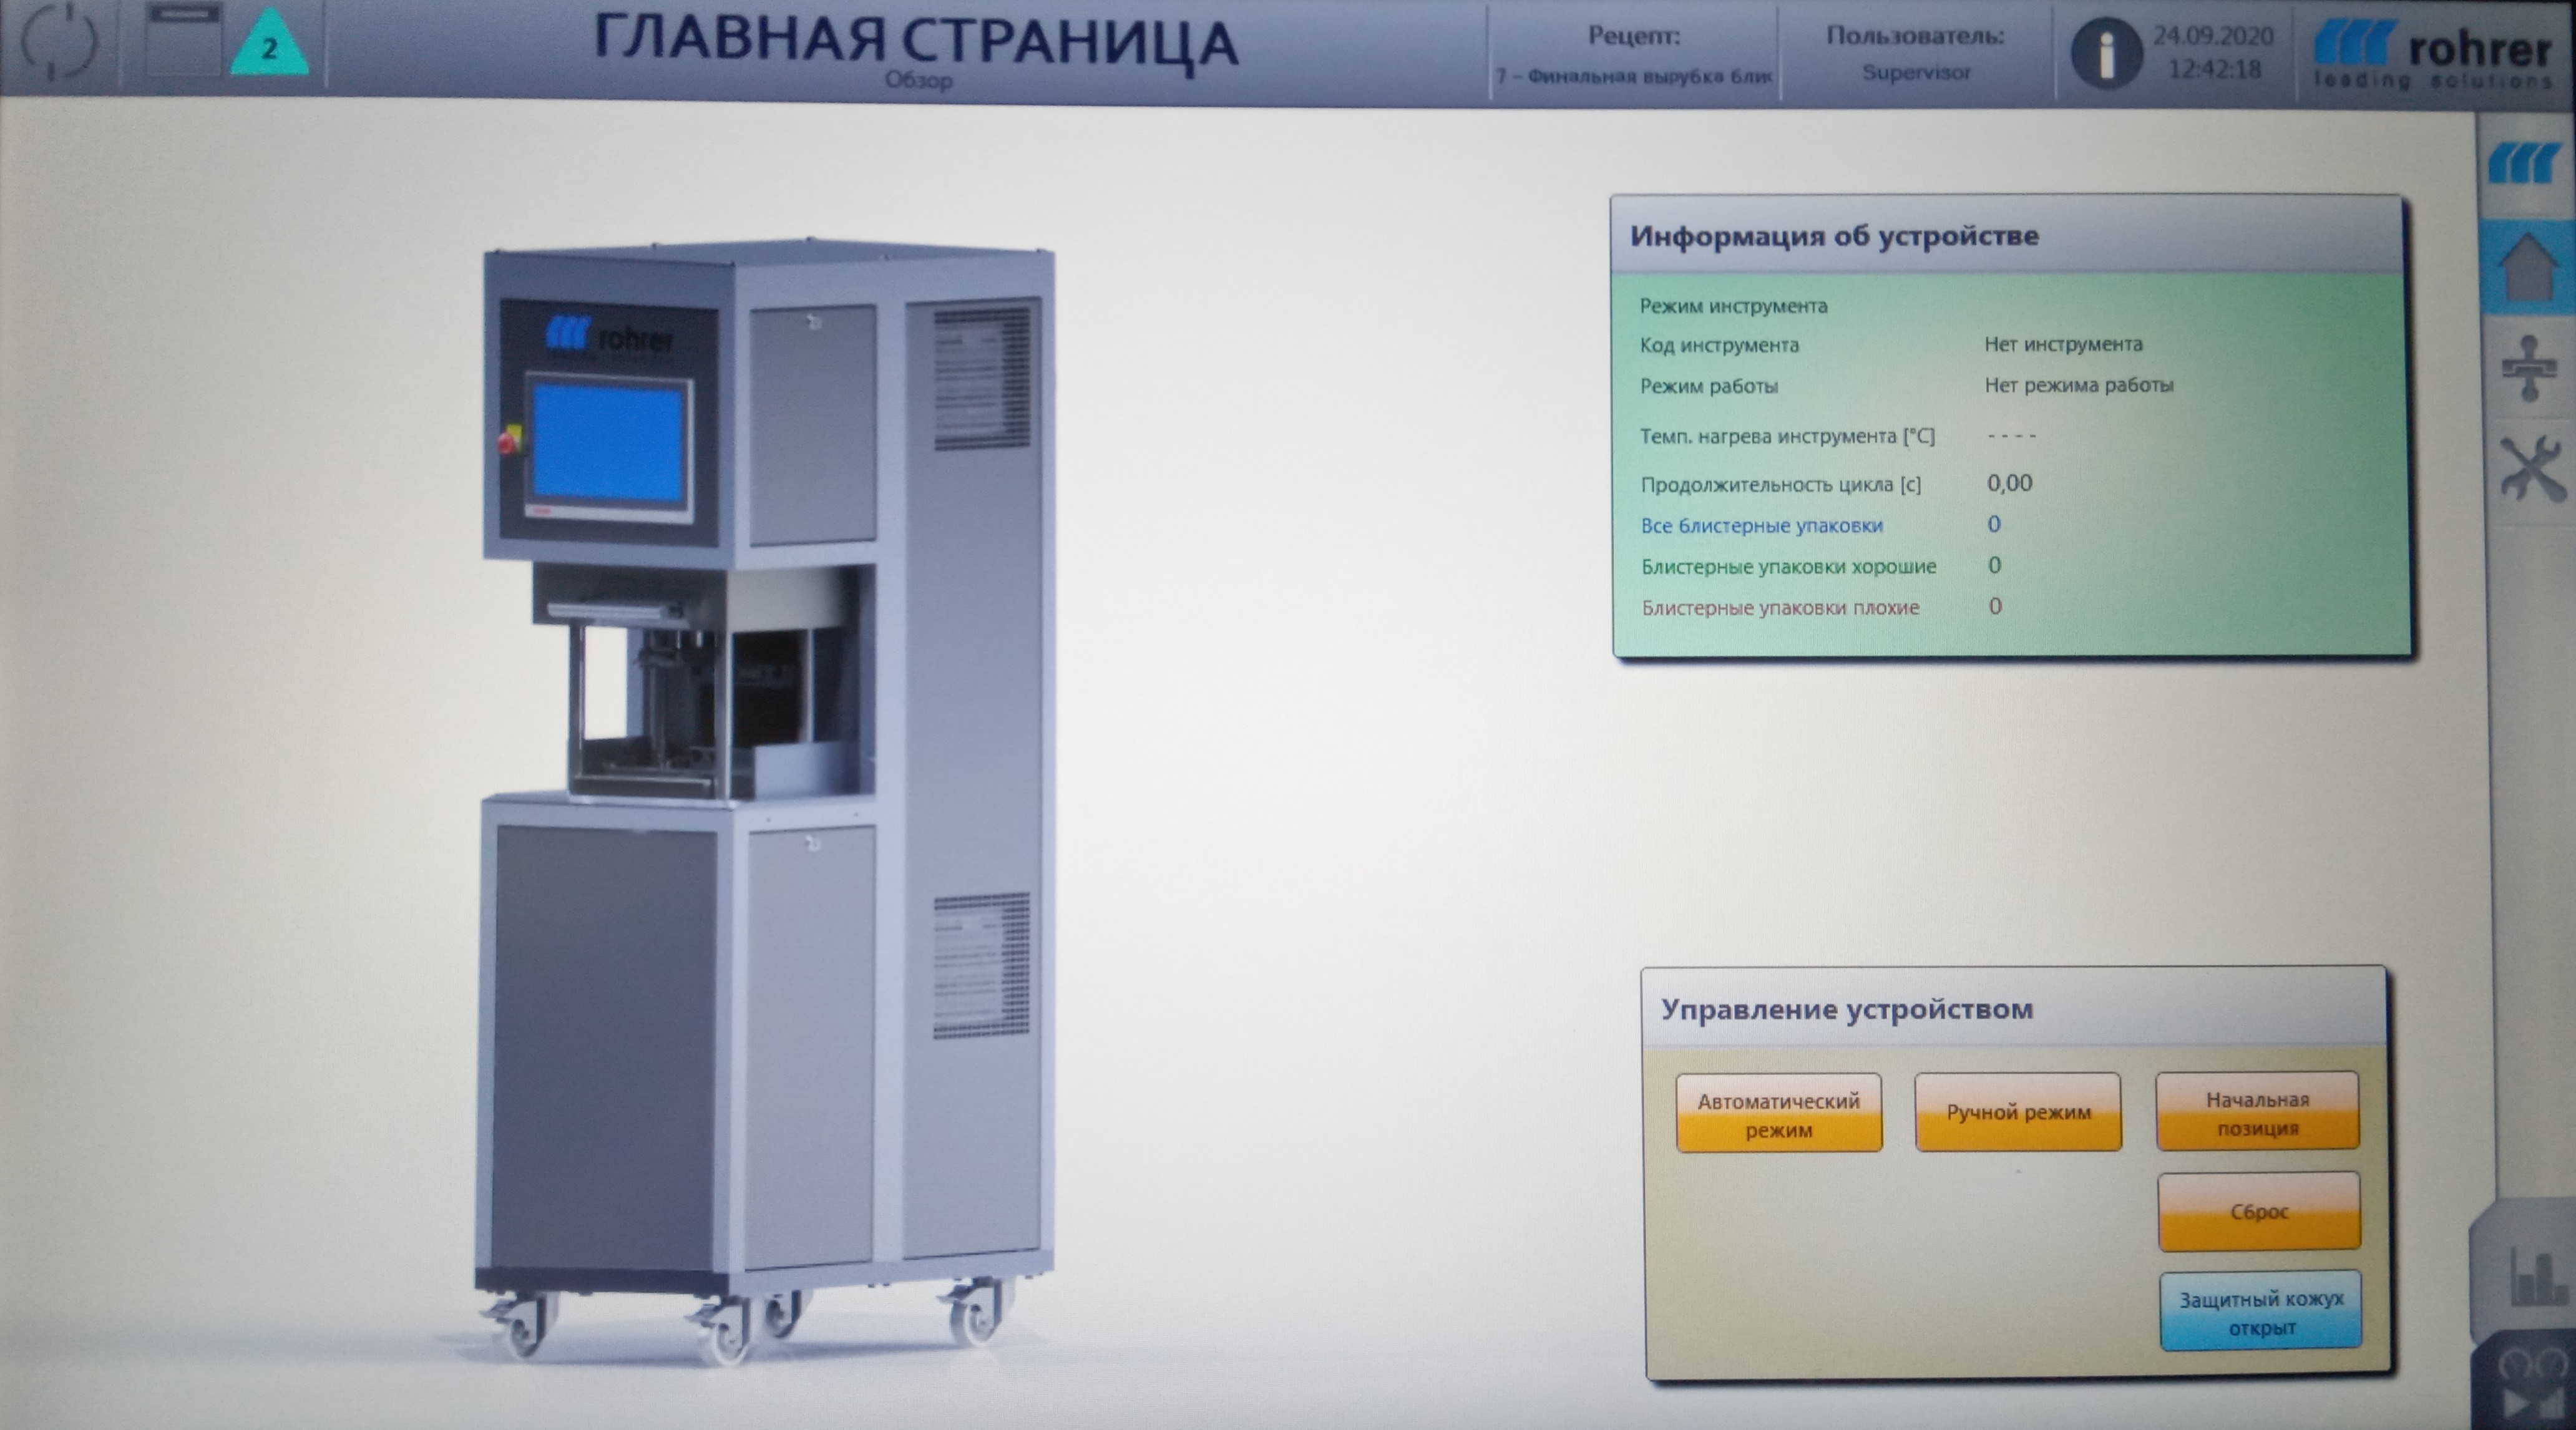 2
ГЛАВНАЯ СТРАНИЦА
Обзор
Рецепт:
7 – Финальная вырубка блис
Пользователь:
Supervisor
24.09.2020
12:42:18
rohrer
leading solutions
rohrer
Информация об устройстве
Режим инструмента
Код инструмента Нет инструмента
Режим работы Нет режима работы
Темп. нагрева инструмента [°C] - - - -
Продолжительность цикла [с] 0,00
Все блистерные упаковки 0
Блистерные упаковки хорошие 0
Блистерные упаковки плохие 0
Управление устройством
Автоматический
режим
Ручной режим
Начальная
позиция
Сброс
Защитный кожух
открыт